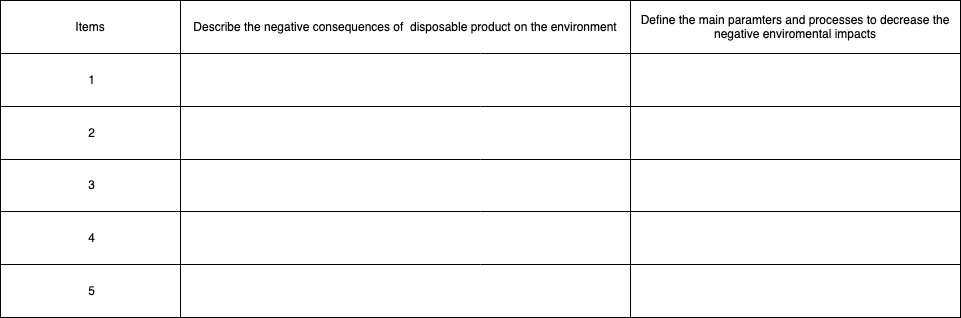 Items
Describe the negative consequences of  disposable product on the environment
Define the main paramters and processes to decrease the
negative enviromental impacts
1
2
3
4
5